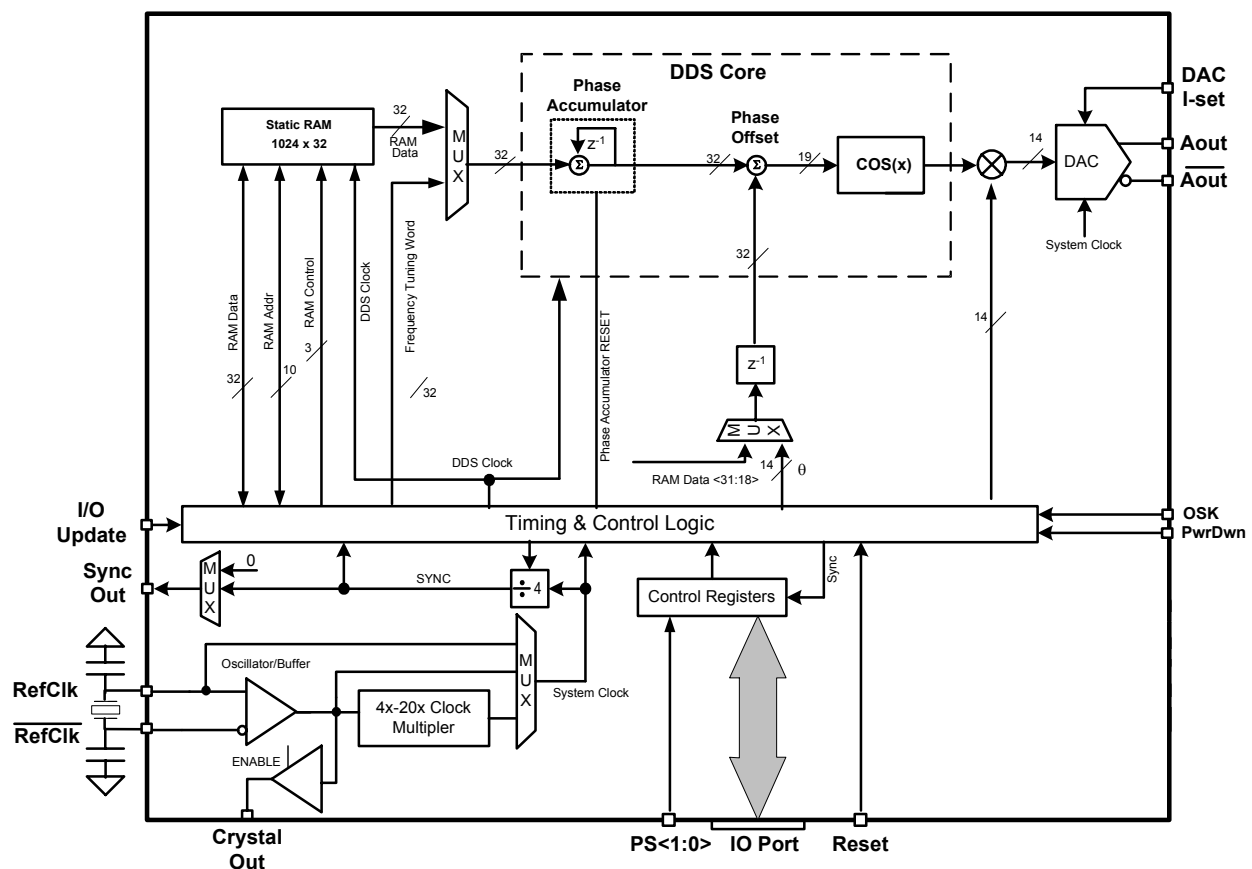 DDS Core
DAC
I-set
Phase
Accumulator
Static RAM
1024 x 32
32
RAM
Data
M
U
X
32
z-1
Σ
Phase
Offset
32
Σ
19
COS(x)
14
DAC
Aout
Aout
System Clock
RAM Data
32
RAM Addr
10
RAM Control
3
DDS Clock
Frequency Tuning Word
32
Phase Accumulator RESET
32
z-1
M
U
X
RAM Data <31:18>
14
θ
14
DDS Clock
I/O
Update
Timing & Control Logic
OSK
PwrDwn
Sync
Out
M
U
X
0
SYNC
÷ 4
Sync
Control Registers
Oscillator/Buffer
RefClk
RefClk
4x-20x Clock
Multipler
M
U
X
System Clock
ENABLE
Crystal
Out
PS<1:0>
IO Port
Reset